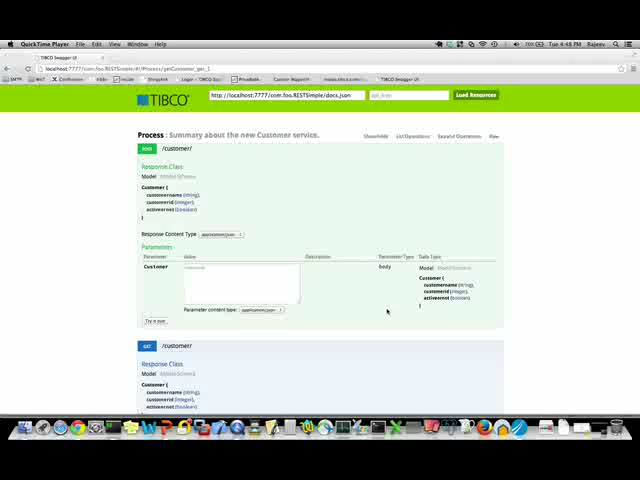 QuickTime Player File Edit View Window Help Tue 4:48 PM Rajeev
TIBCO Swagger UI
localhost:7777/com.foo.RESTSimple/#!/Process/getCustomer_get_1
TIBCO Swagger UI
TIBCO http://localhost:7777/com.foo.RESTSimple/docs.json api_key Load Resources
Process : Summary about the new Customer service. Show/Hide List Operations Expand Operations Raw
POST /customer/
Response Class
Model Model Schema
Customer {
customername (string),
customerid (integer),
activeornot (boolean)
}
Response Content Type application/json
Parameters
Parameter Value Description Parameter Type Data Type
Customer body Model Model Schema
Customer {
customername (string),
customerid (integer),
activeornot (boolean)
}
Parameter content type: application/json
Try it out!
GET /customer/
Response Class
Model Model Schema
Customer {
customername (string),
customerid (integer),
activeornot (boolean)